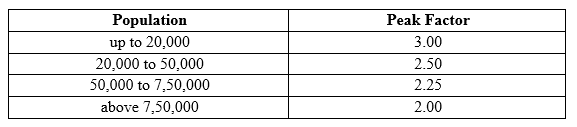 Population Peak Factor
up to 20,000 3.00
20,000 to 50,000 2.50
50,000 to 7,50,000 2.25
above 7,50,000 2.00